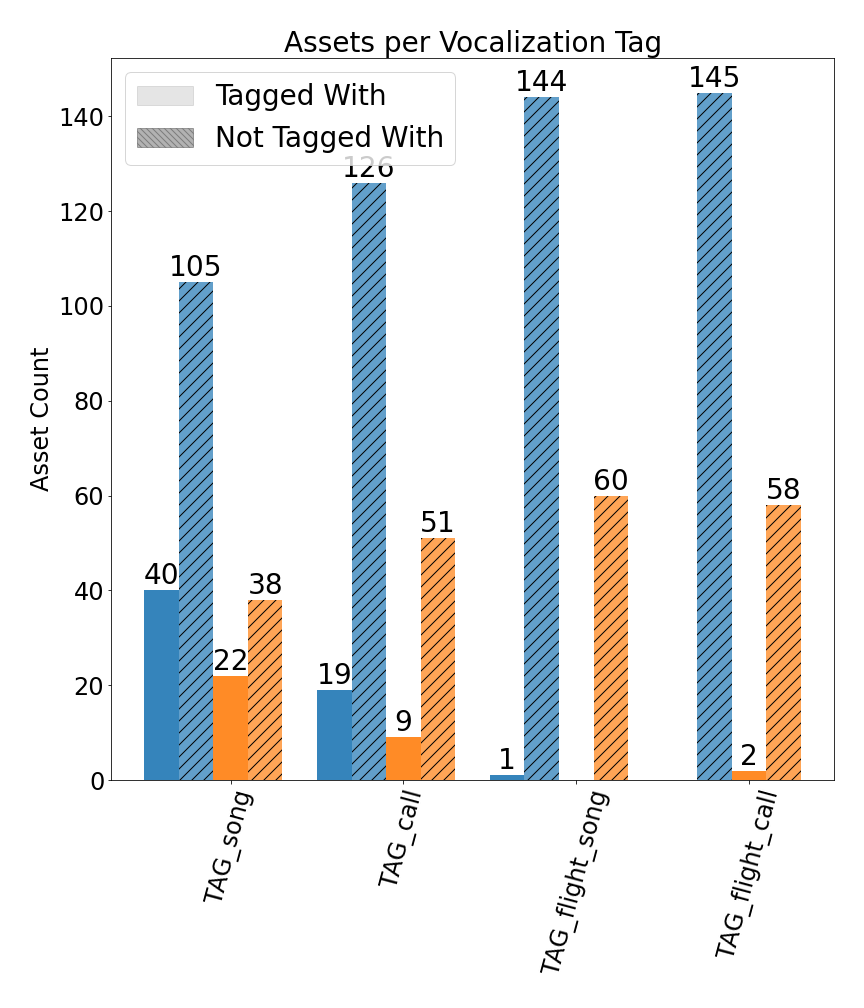 Assets per Vocalization Tag
Tagged With
Not Tagged With
Asset Count
140
120
100
80
60
40
20
0
40
105
22
38
19
126
9
51
1
144
60
145
2
58
TAG_song
TAG_call
TAG_flight_song
TAG_flight_call